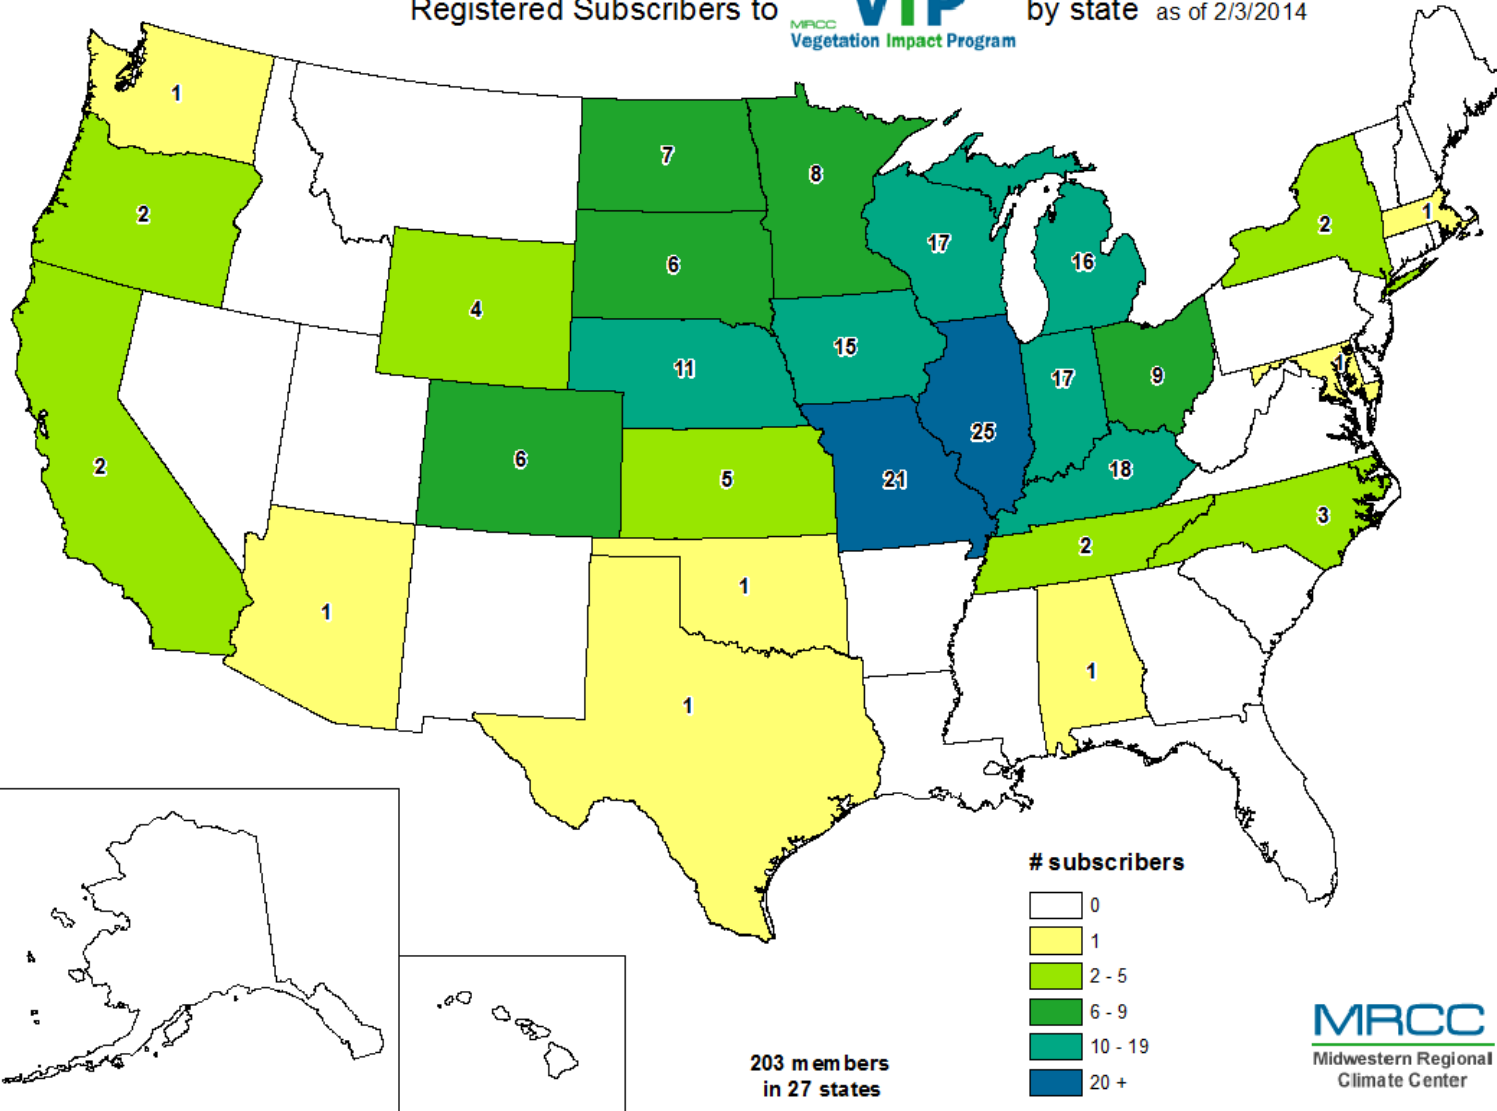 Registered Subscribers to MRCC VIP by state as of 2/3/2014
Vegetation Impact Program
1
7
8
2
1
2
17
16
6
4
15
1
11
17
9
25
2
6
18
5
21
3
2
1
1
1
1
# subscribers
0
1
2 - 5
6 - 9
10 - 19
20 +
203 members
in 27 states
MRCC
Midwestern Regional
Climate Center